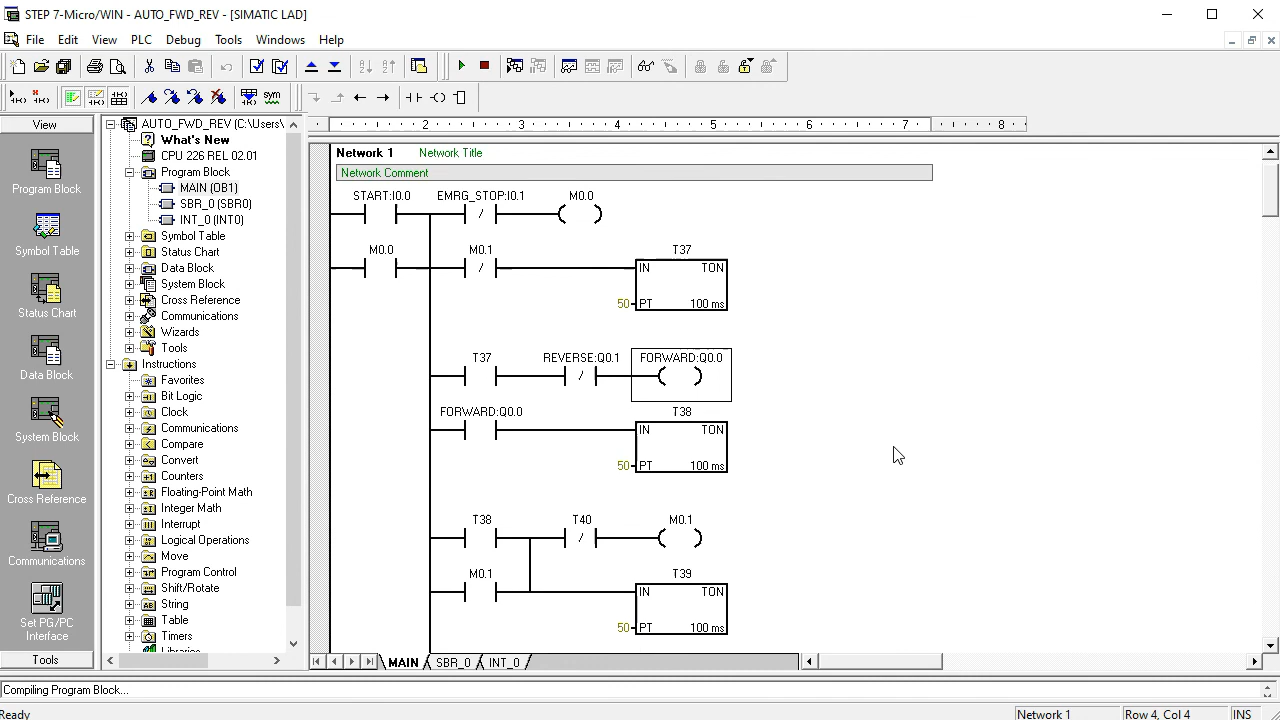 STEP 7-Micro/WIN - AUTO_FWD_REV - [SIMATIC LAD]
File Edit View PLC Debug Tools Windows Help
View
Program Block
Symbol Table
Status Chart
Data Block
System Block
Cross Reference
Communications
Set PG/PC
Interface
Tools
AUTO_FWD_REV (C:\Users\
What's New
CPU 226 REL 02.01
Program Block
MAIN (OB1)
SBR_0 (SBR0)
INT_0 (INT0)
Symbol Table
Status Chart
Data Block
System Block
Cross Reference
Communications
Wizards
Tools
Instructions
Favorites
Bit Logic
Clock
Communications
Compare
Convert
Counters
Floating-Point Math
Integer Math
Interrupt
Logical Operations
Move
Program Control
Shift/Rotate
String
Table
Timers
Libraries
2 3 4 5 6 7 8
Network 1 Network Title
Network Comment
START:I0.0 EMRG_STOP:I0.1 M0.0
M0.0 M0.1 T37
IN TON
50 PT 100 ms
T37 REVERSE:Q0.1 FORWARD:Q0.0
FORWARD:Q0.0 T38
IN TON
50 PT 100 ms
T38 T40 M0.1
M0.1 T39
IN TON
50 PT 100 ms
MAIN SBR_0 INT_0
Compiling Program Block...
Ready Network 1 Row 4, Col 4 INS